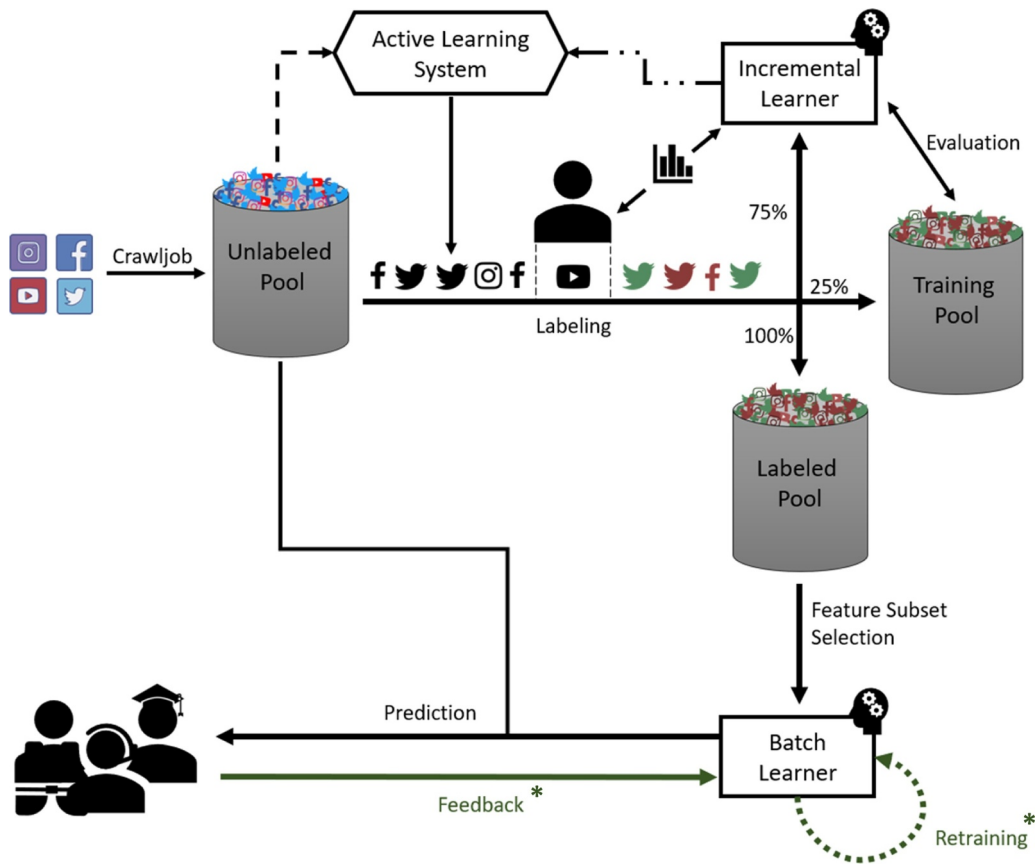 Active Learning
System
Incremental
Learner
Evaluation
75%
Crawljob
Unlabeled
Pool
25%
Training
Pool
Labeling
100%
Labeled
Pool
Feature Subset
Selection
Prediction
Batch
Learner
Feedback *
Retraining *